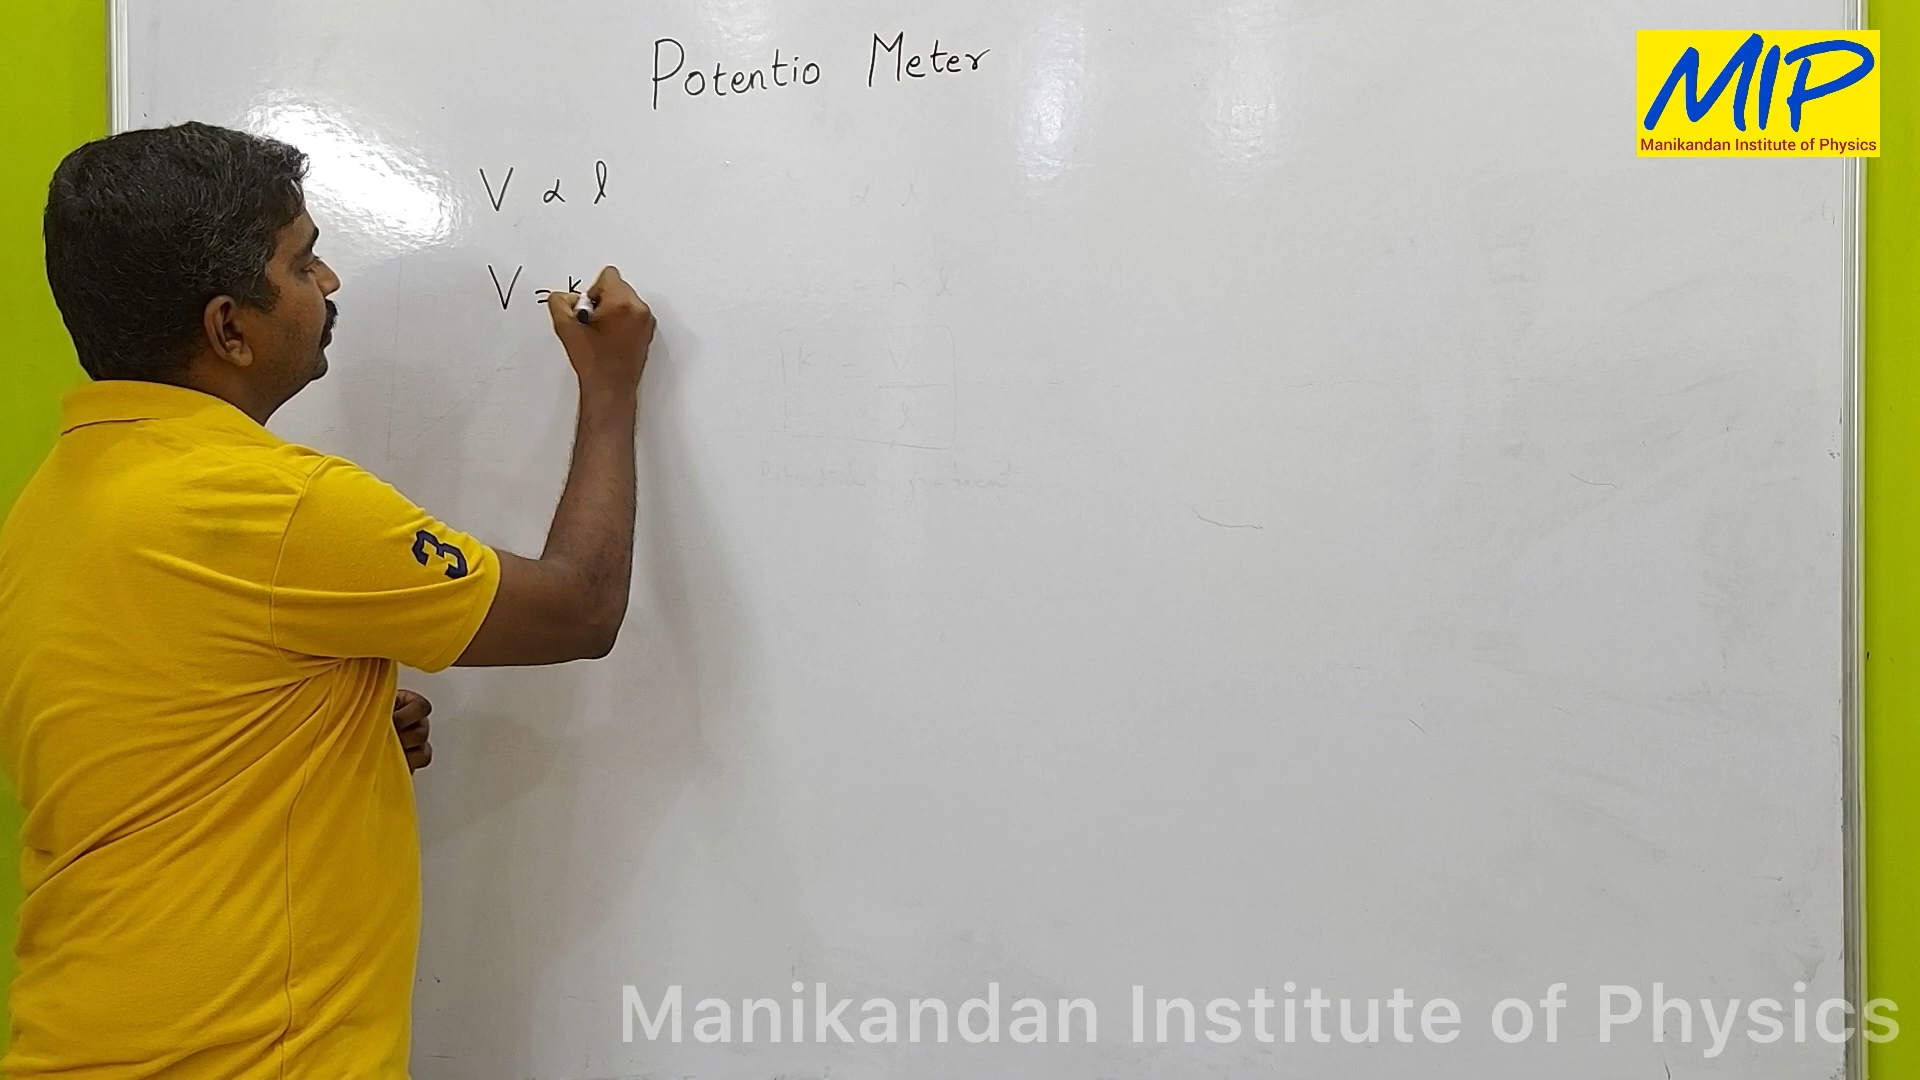 Potentio Meter
MIP
Manikandan Institute of Physics
V α l
V = k
3
α l
V = k l
k = V
l
Manikandan Institute of Physics